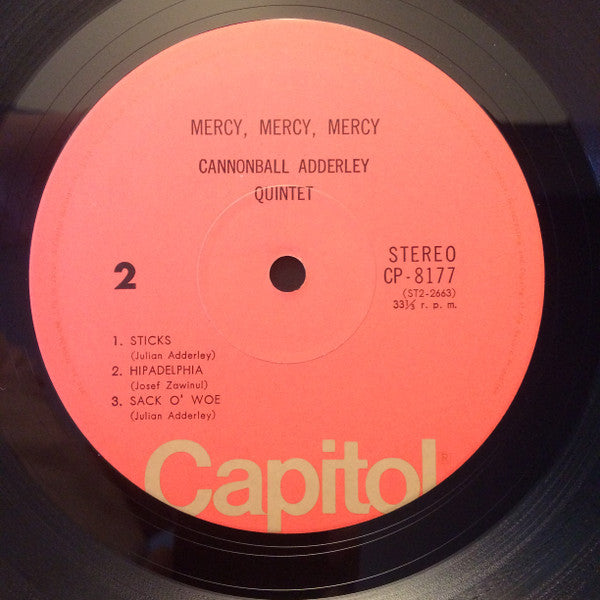 MERCY, MERCY, MERCY
CANNONBALL ADDERLEY
QUINTET
2
STEREO
CP-8177
(ST2-2663)
33⅓ r. p. m.
1. STICKS
(Julian Adderley)
2. HIPADELPHIA
(Josef Zawinul)
3. SACK O' WOE
(Julian Adderley)
Capitol
®